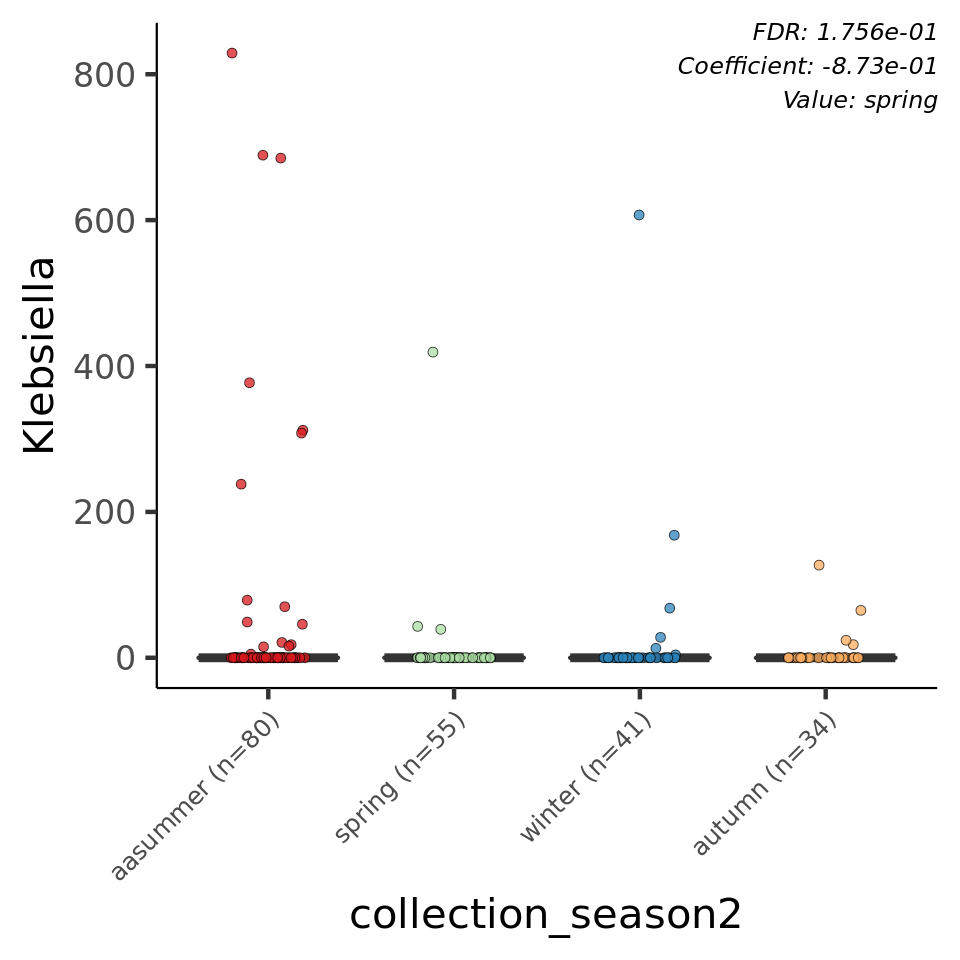 FDR: 1.756e-01
Coefficient: -8.73e-01
Value: spring
Klebsiella
800
600
400
200
0
aasummer (n=80)
spring (n=55)
winter (n=41)
autumn (n=34)
collection_season2